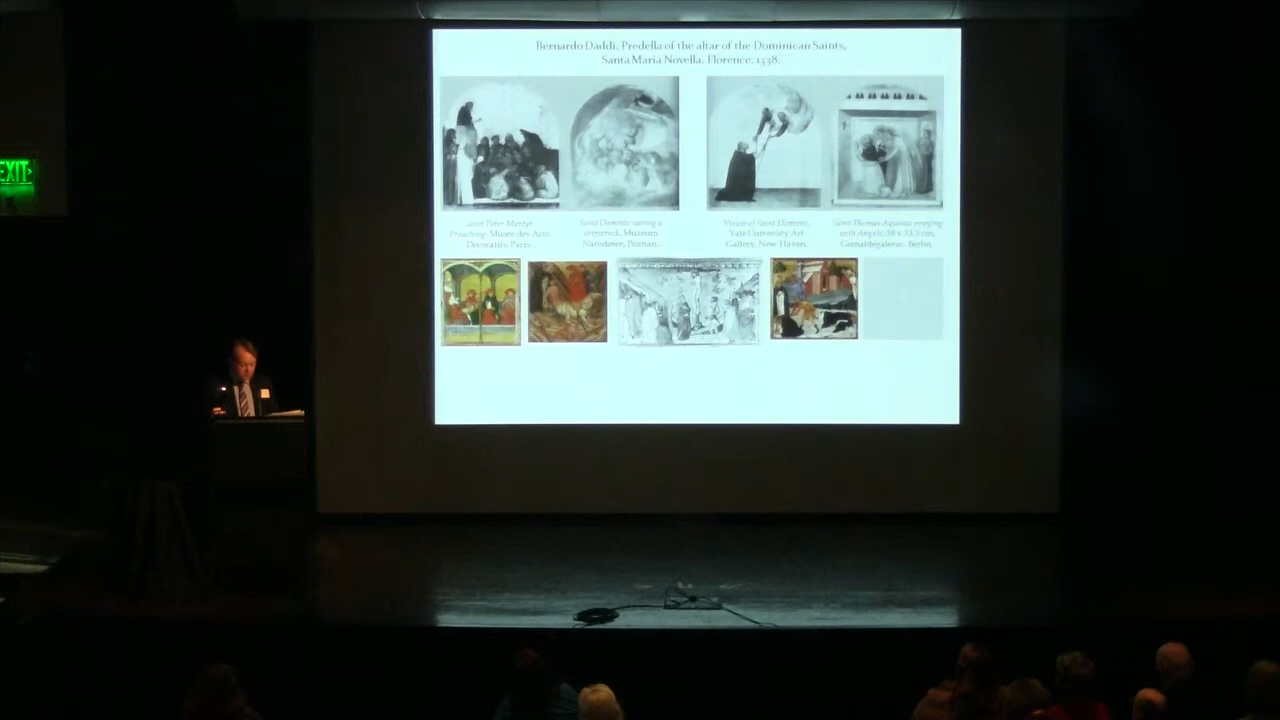 Bernardo Daddi, Predella of the altar of the Dominican Saints,
Santa Maria Novella, Florence, 1338.
EXIT
Saint Peter Martyr
Preaching, Musée des Arts
Decoratifs, Paris.
Saint Dominic saving a
shipwreck, Muzeum
Narodowe, Poznan.
Vision of Saint Dominic,
Yale University Art
Gallery, New Haven.
Saint Thomas Aquinas praying
with Angels, 38 x 33,5 cm,
Gemäldegalerie, Berlin.